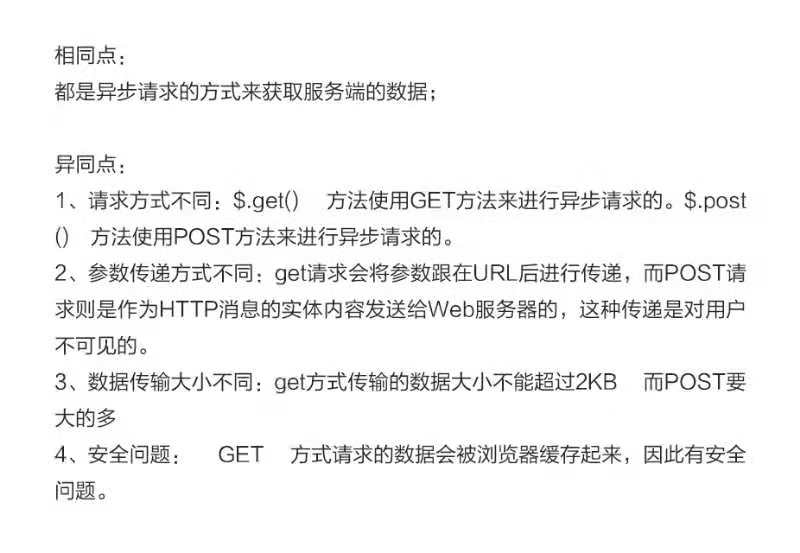 相同点：
都是异步请求的方式来获取服务端的数据；
异同点：
1、请求方式不同：$.get() 方法使用GET方法来进行异步请求的。$.post
() 方法使用POST方法来进行异步请求的。
2、参数传递方式不同：get请求会将参数跟在URL后进行传递，而POST请
求则是作为HTTP消息的实体内容发送给Web服务器的，这种传递是对用户
不可见的。
3、数据传输大小不同：get方式传输的数据大小不能超过2KB 而POST要
大的多
4、安全问题： GET 方式请求的数据会被浏览器缓存起来，因此有安全
问题。